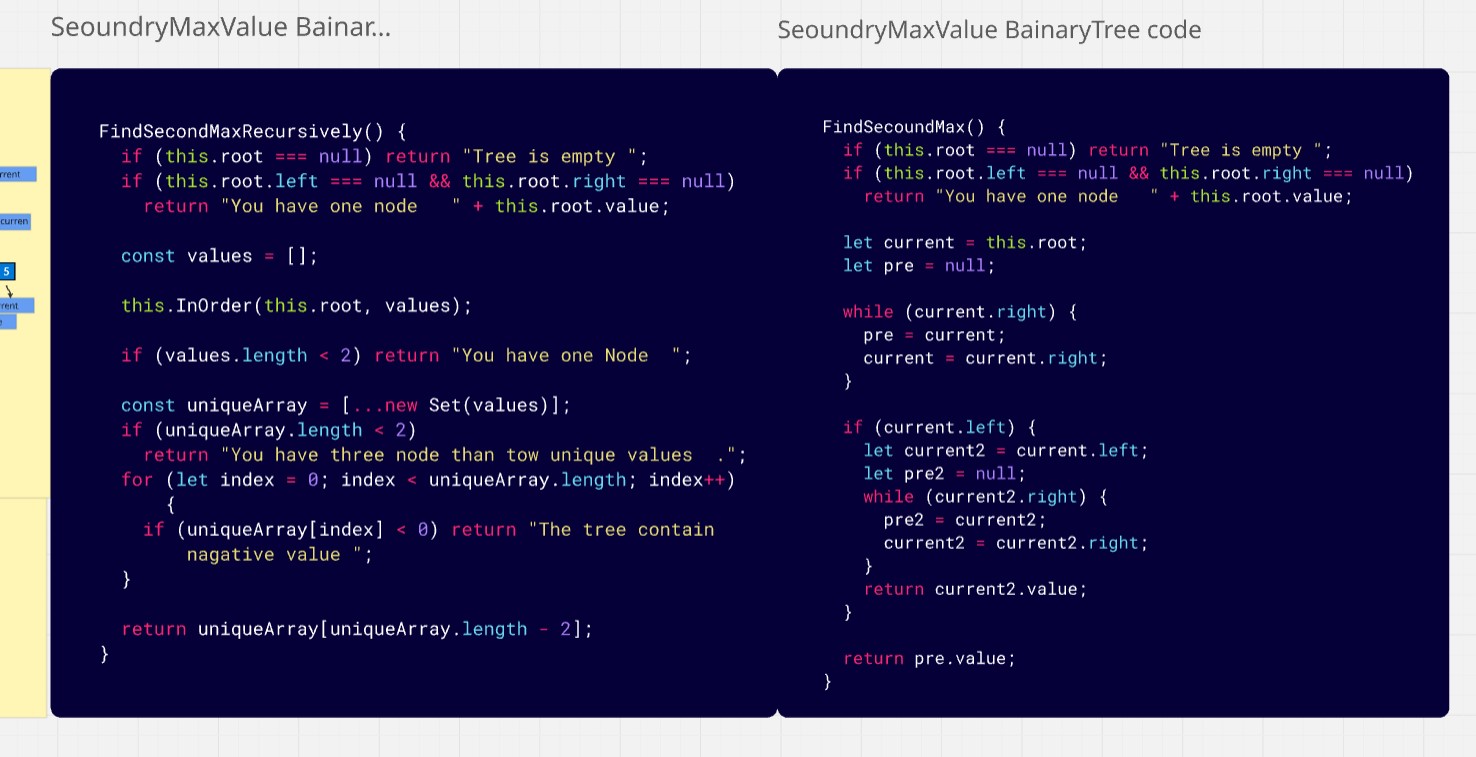 SeoundryMaxValue Bainar...
SeoundryMaxValue BainaryTree code
rrent
curren
5
rrent
FindSecondMaxRecursively() {
if (this.root === null) return "Tree is empty ";
if (this.root.left === null && this.root.right === null)
return "You have one node   " + this.root.value;
const values = [];
this.InOrder(this.root, values);
if (values.length < 2) return "You have one Node  ";
const uniqueArray = [...new Set(values)];
if (uniqueArray.length < 2)
return "You have three node than tow unique values  .";
for (let index = 0; index < uniqueArray.length; index++)
{
if (uniqueArray[index] < 0) return "The tree contain
nagative value ";
}
return uniqueArray[uniqueArray.length - 2];
}
FindSecoundMax() {
if (this.root === null) return "Tree is empty ";
if (this.root.left === null && this.root.right === null)
return "You have one node   " + this.root.value;
let current = this.root;
let pre = null;
while (current.right) {
pre = current;
current = current.right;
}
if (current.left) {
let current2 = current.left;
let pre2 = null;
while (current2.right) {
pre2 = current2;
current2 = current2.right;
}
return current2.value;
}
return pre.value;
}